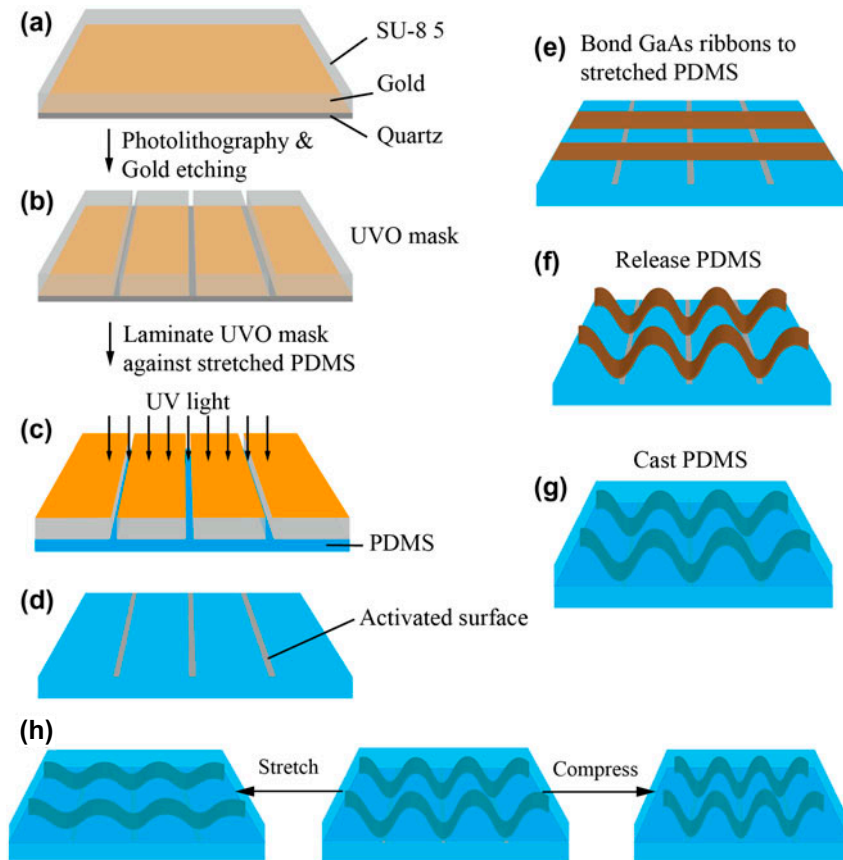 (a)
SU-8 5
Gold
Quartz
Photolithography &
Gold etching
(b)
UVO mask
Laminate UVO mask
against stretched PDMS
UV light
(c)
PDMS
(d)
Activated surface
(e)
Bond GaAs ribbons to
stretched PDMS
(f)
Release PDMS
Cast PDMS
(g)
(h)
Stretch
Compress